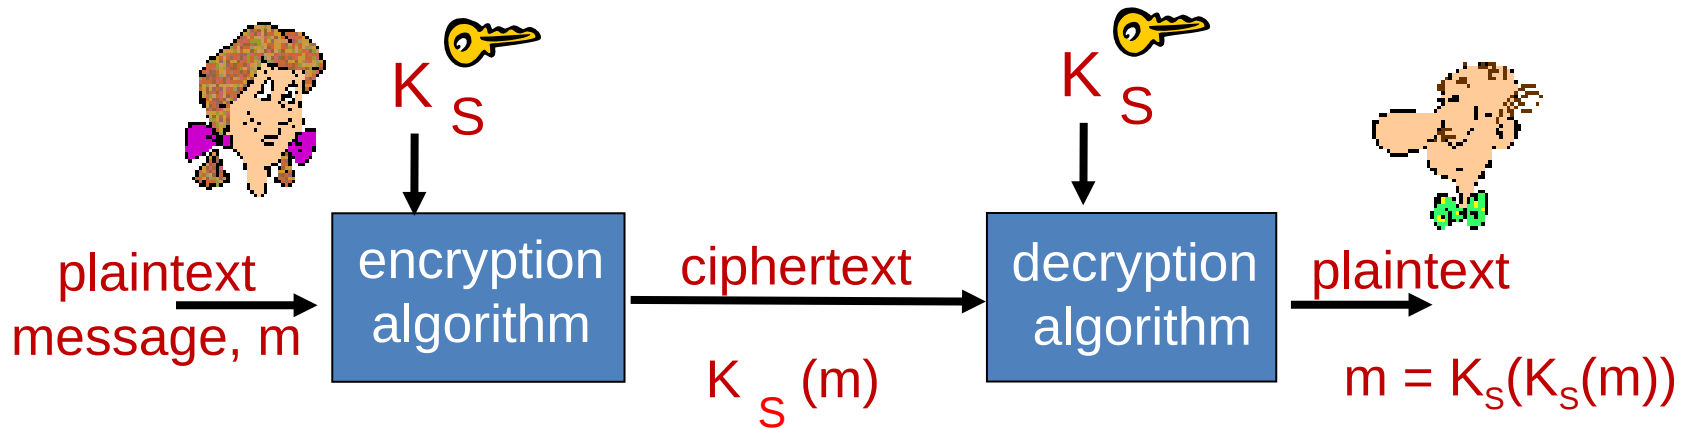 K S
K S
plaintext
message, m
encryption
algorithm
ciphertext
K S (m)
decryption
algorithm
plaintext
m = KS(KS(m))